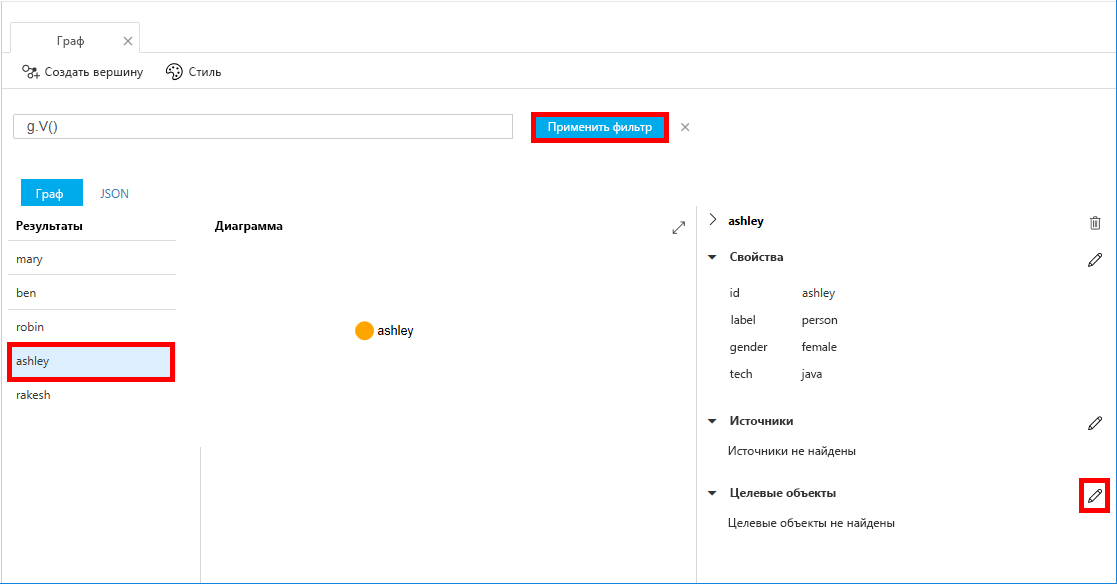 Граф
Создать вершину Стиль
g.V()
Применить фильтр
Граф JSON
Результаты
mary
ben
robin
ashley
rakesh
Диаграмма
ashley
ashley
Свойства
id ashley
label person
gender female
tech java
Источники
Источники не найдены
Целевые объекты
Целевые объекты не найдены